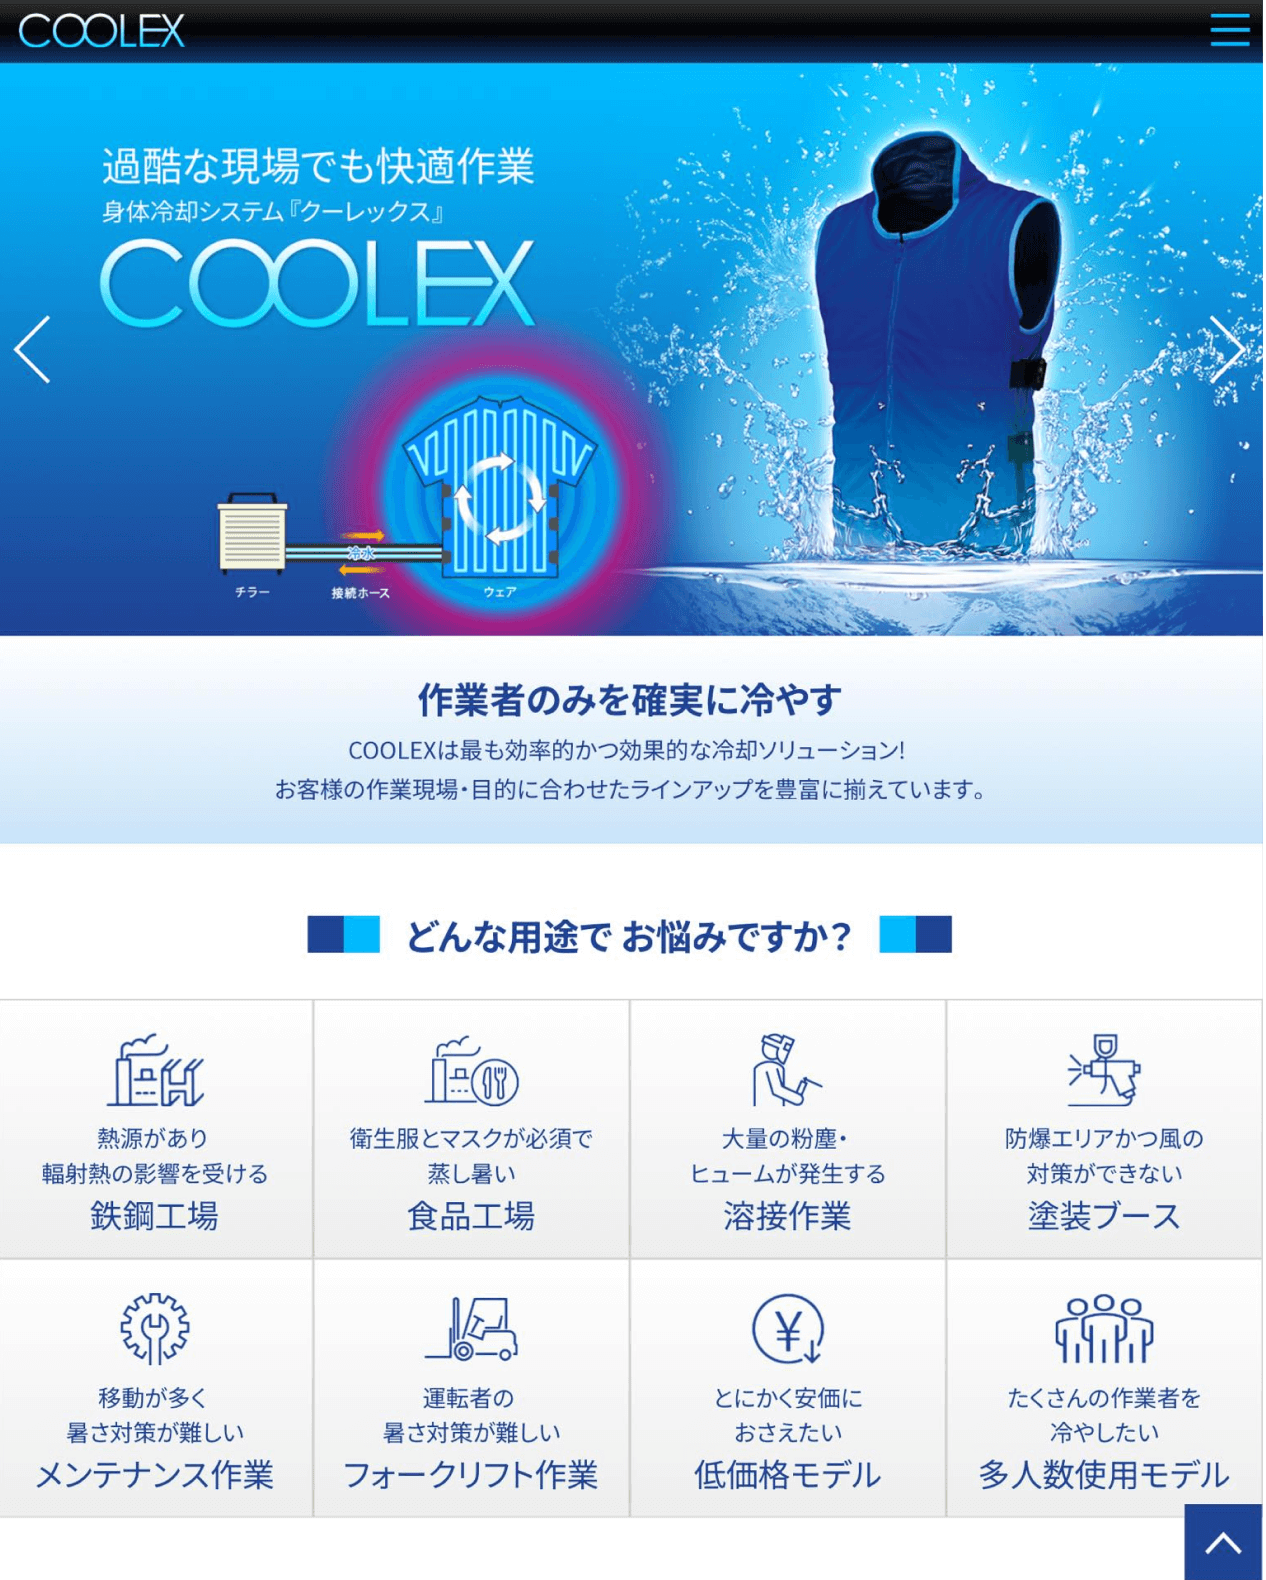 COOLEX
過酷な現場でも快適作業
身体冷却システム『クーレックス』
COOLEX
冷水
チラー
接続ホース
ウェア
作業者のみを確実に冷やす
COOLEXは最も効率的かつ効果的な冷却ソリューション!
お客様の作業現場・目的に合わせたラインアップを豊富に揃えています。
どんな用途で お悩みですか?
熱源があり
輻射熱の影響を受ける
鉄鋼工場
衛生服とマスクが必須で
蒸し暑い
食品工場
大量の粉塵・
ヒュームが発生する
溶接作業
防爆エリアかつ風の
対策ができない
塗装ブース
移動が多く
暑さ対策が難しい
メンテナンス作業
運転者の
暑さ対策が難しい
フォークリフト作業
¥
とにかく安価に
おさえたい
低価格モデル
たくさんの作業者を
冷やしたい
多人数使用モデル